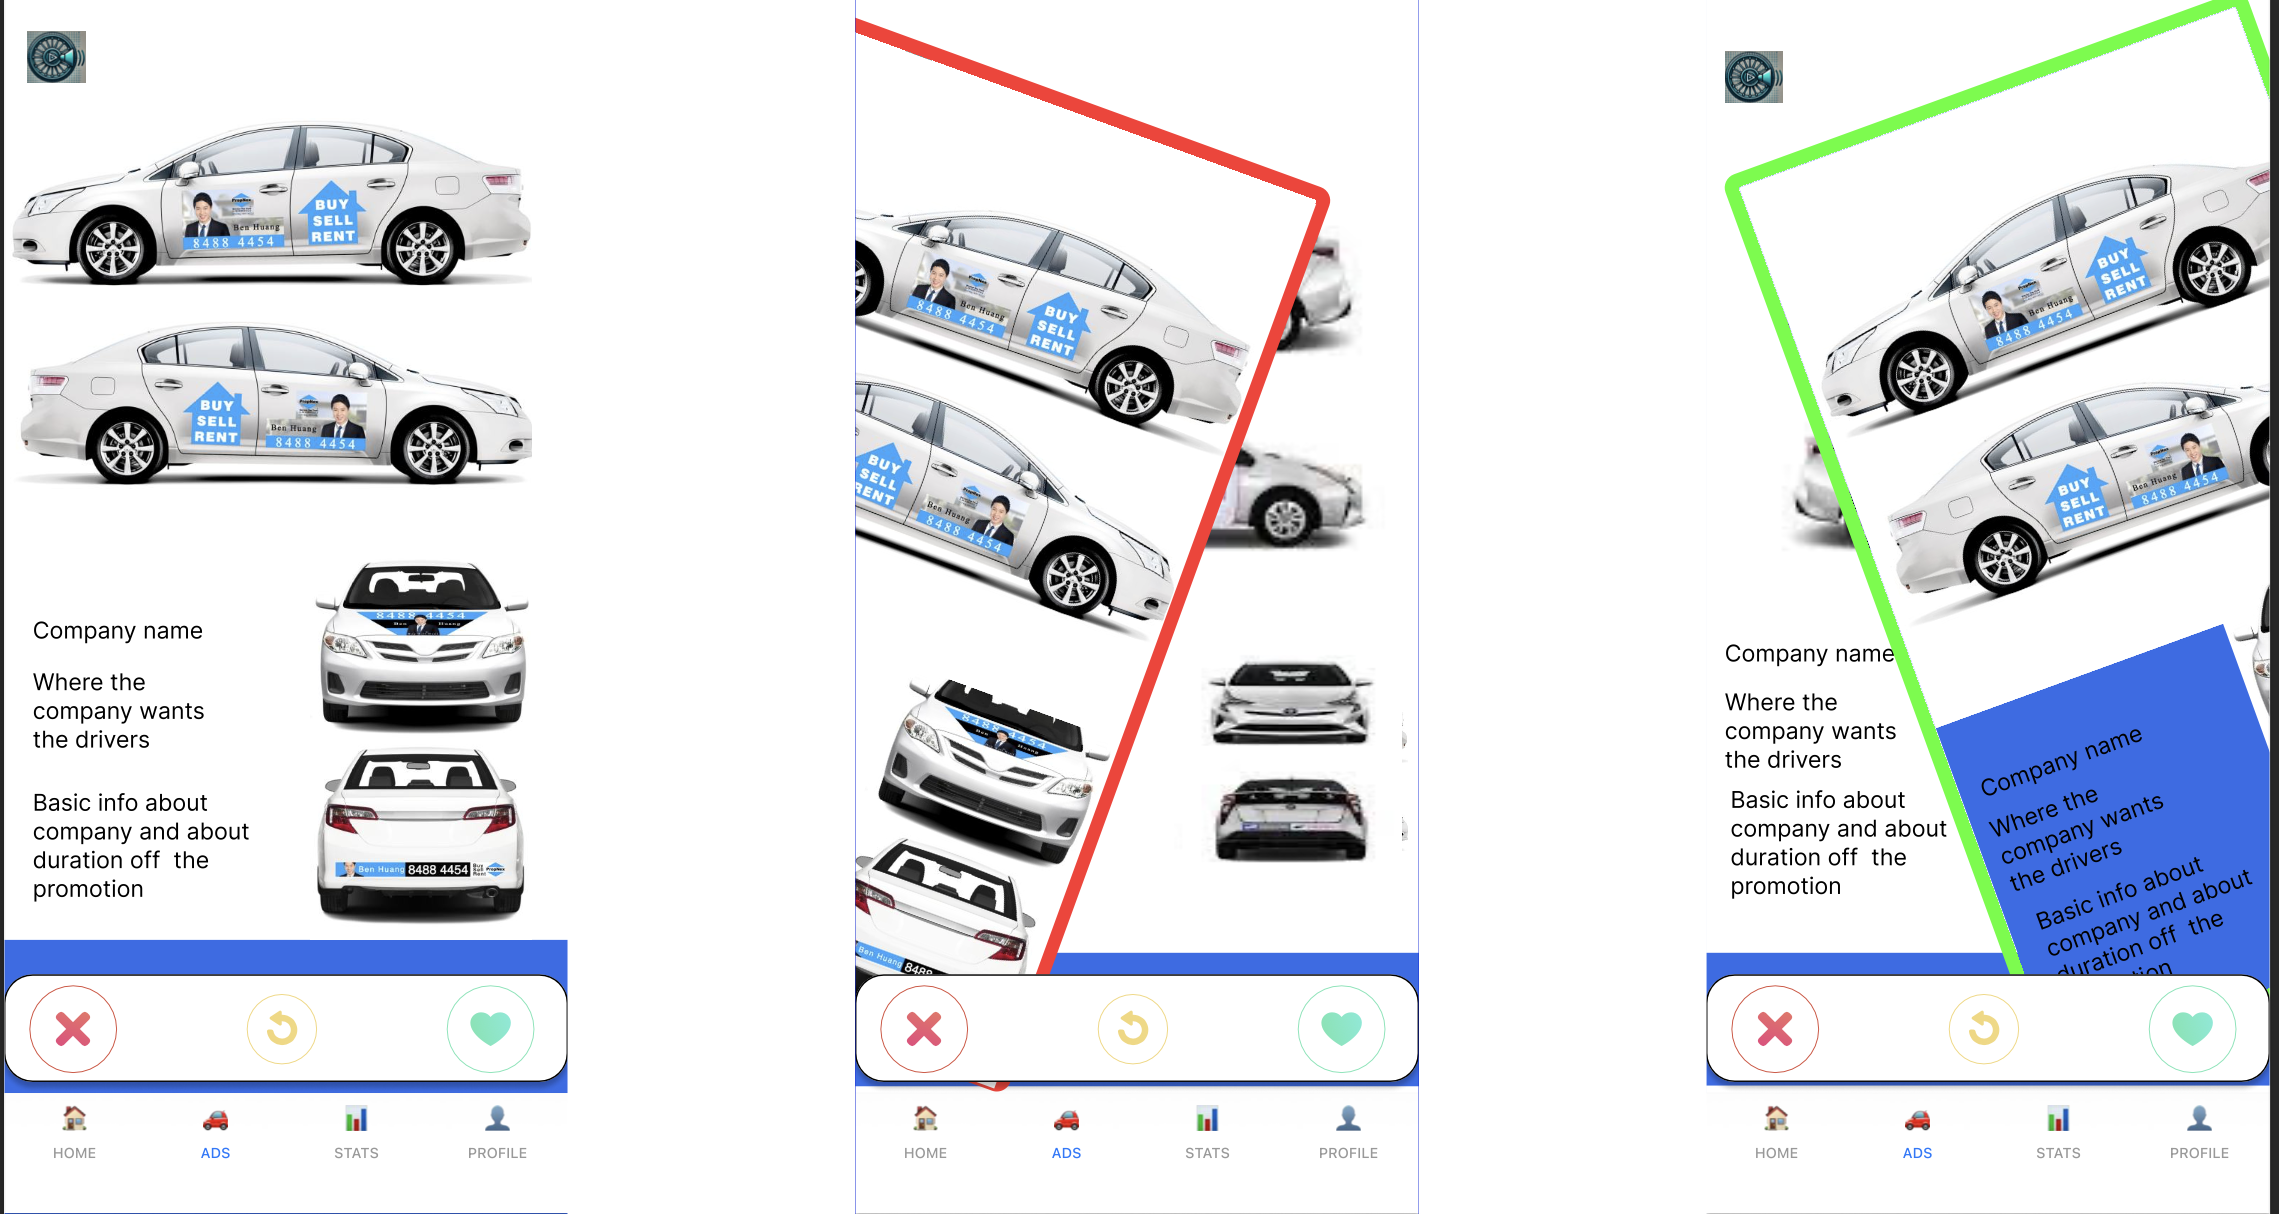 Ben Huang
8488 4454
BUY
SELL
RENT
BUY
SELL
RENT
PropNex
Ben Huang
8488 4454
8488 4454
Ben Huang
Company name
Where the
company wants
the drivers
Basic info about
company and about
duration off  the
promotion
Ben Huang 8488 4454 Buy Sell Rent PropNex
HOME
ADS
STATS
PROFILE
Ben Huang
8488 4454
BUY
SELL
RENT
BUY
SELL
RENT
Ben Huang
8488 4454
8488 4454
Huang
Ben Huang 8488
HOME
ADS
STATS
PROFILE
BUY
SELL
RENT
Ben Huang
8488 4454
BUY
SELL
RENT
Ben Huang
8488 4454
Company name
Where the
company wants
the drivers
Basic info about
company and about
duration off  the
promotion
Company name
Where the
company wants
the drivers
Basic info about
company and about
duration off  the
HOME
ADS
STATS
PROFILE